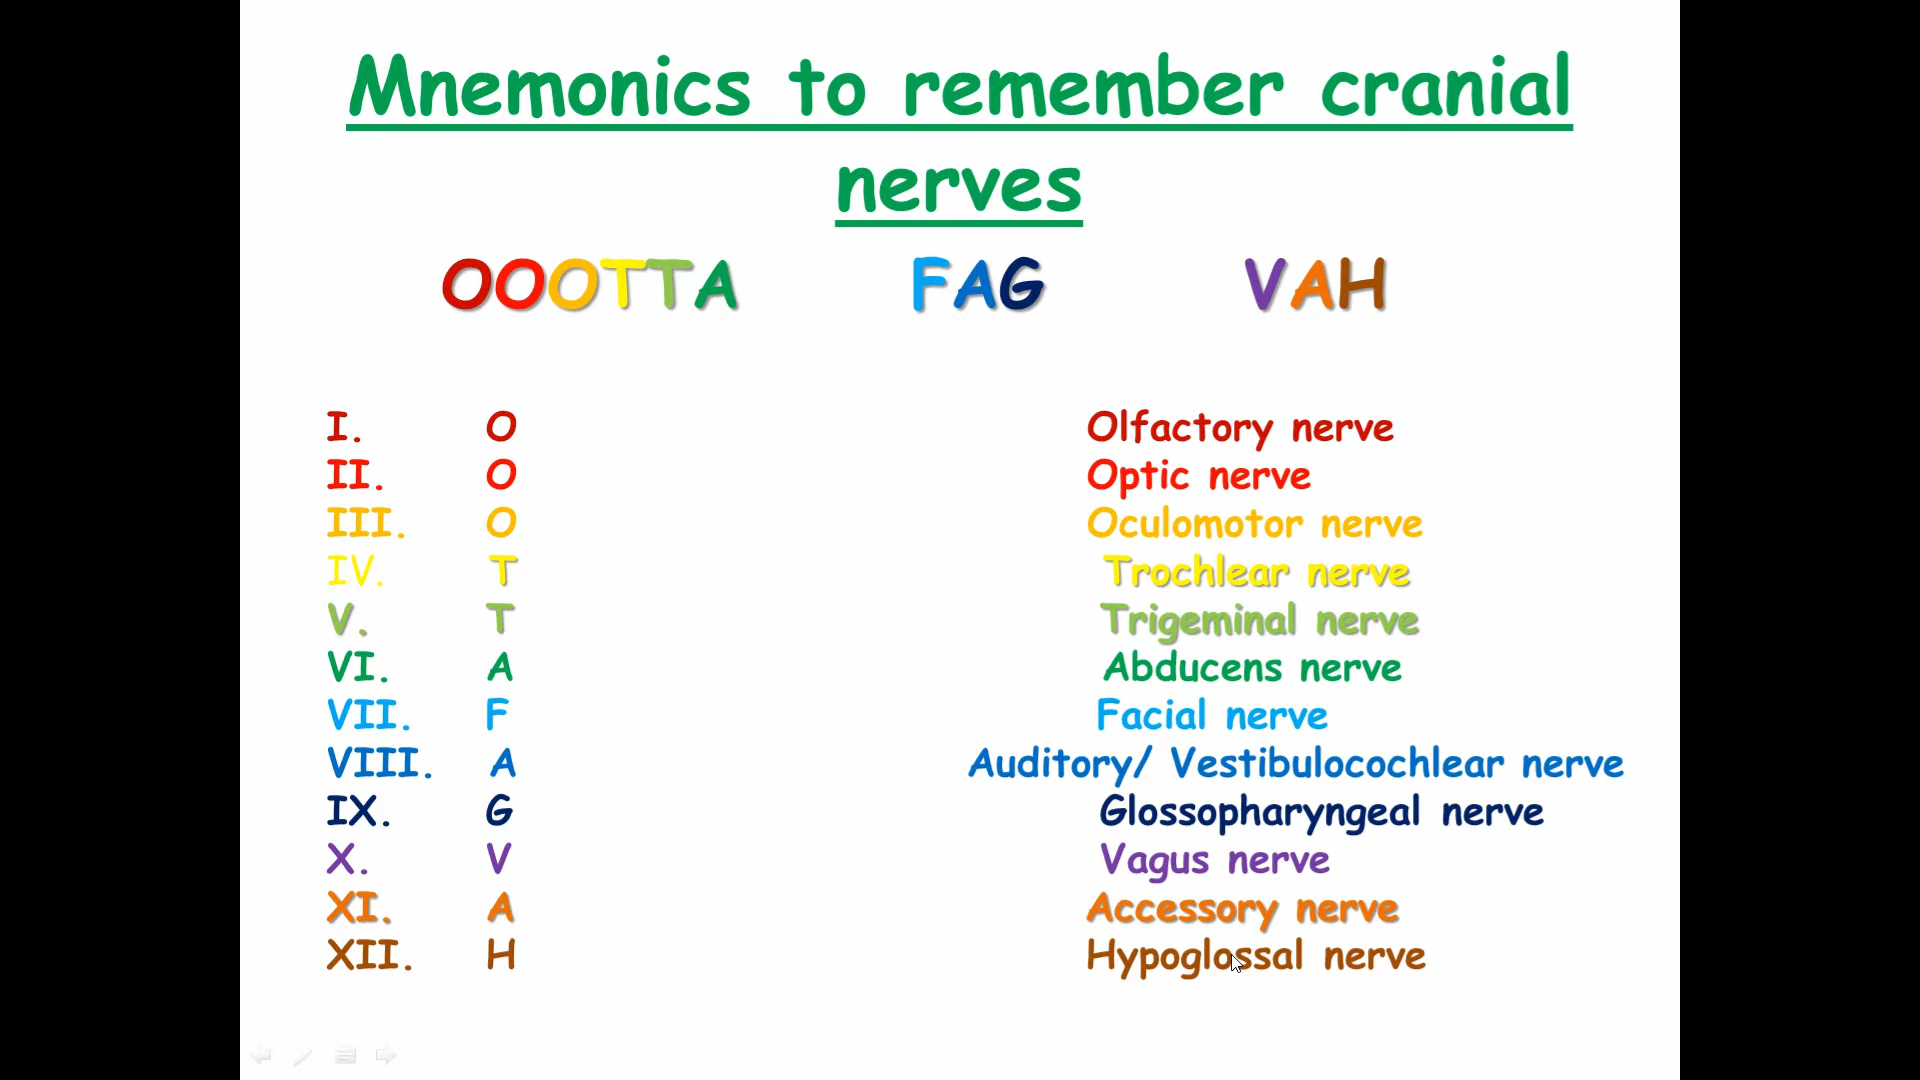 Mnemonics to remember cranial
nerves
OOOTTA FAG VAH
I. O Olfactory nerve
II. O Optic nerve
III. O Oculomotor nerve
IV. T Trochlear nerve
V. T Trigeminal nerve
VI. A Abducens nerve
VII. F Facial nerve
VIII. A Auditory/ Vestibulocochlear nerve
IX. G Glossopharyngeal nerve
X. V Vagus nerve
XI. A Accessory nerve
XII. H Hypoglossal nerve